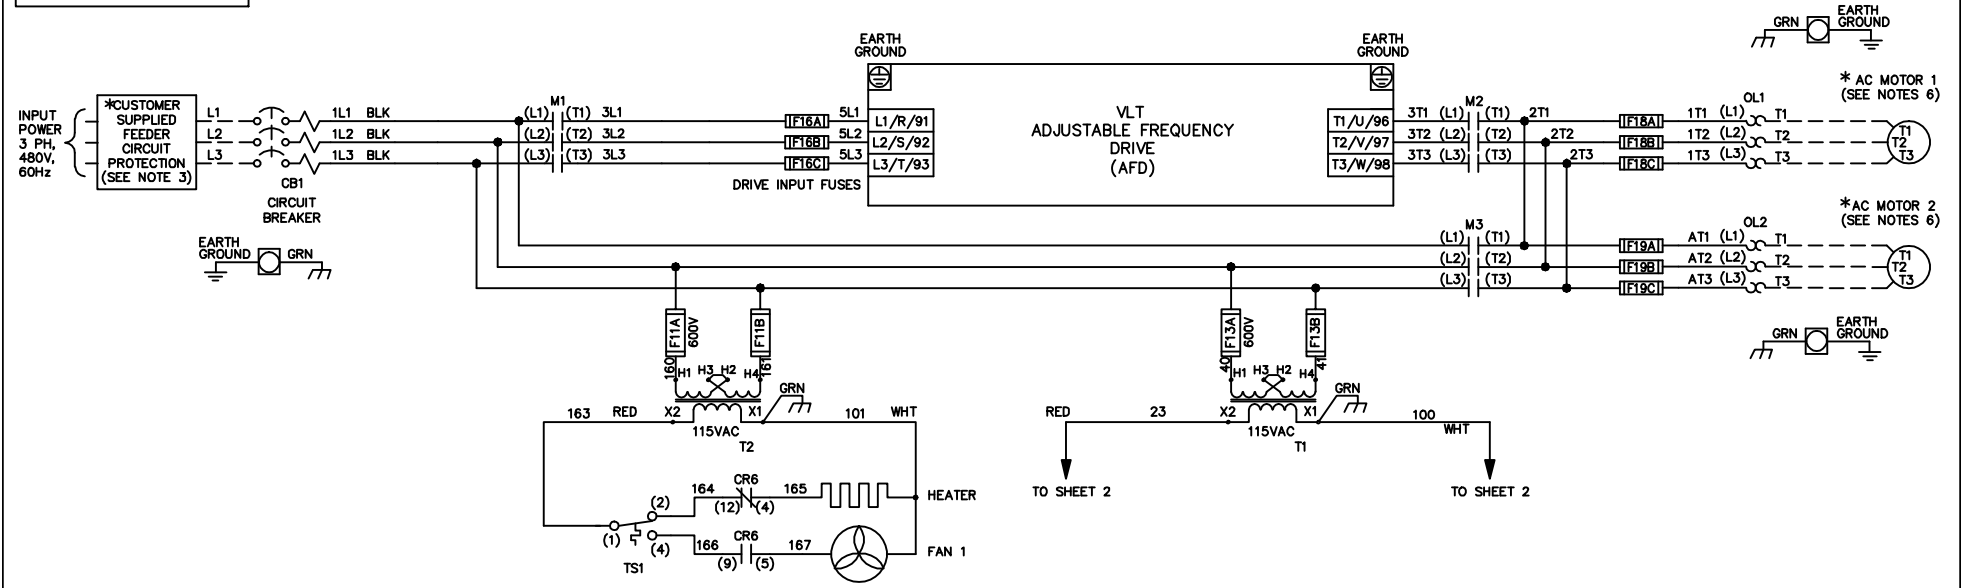 EARTH
GROUND
GRN
EARTH
GROUND
EARTH
GROUND
INPUT
POWER
3 PH,
480V,
60Hz
*CUSTOMER
SUPPLIED
FEEDER
CIRCUIT
PROTECTION
(SEE NOTE 3)
L1
L2
L3
CB1
CIRCUIT
BREAKER
1L1 BLK
1L2 BLK
1L3 BLK
M1
(L1) (T1) 3L1
(L2) (T2) 3L2
(L3) (T3) 3L3
F16A
F16B
F16C
DRIVE INPUT FUSES
5L1
5L2
5L3
L1/R/91
L2/S/92
L3/T/93
VLT
ADJUSTABLE FREQUENCY
DRIVE
(AFD)
T1/U/96
T2/V/97
T3/W/98
3T1 (L1)
3T2 (L2)
3T3 (L3)
M2
(T1) 2T1
(T2) 2T2
(T3) 2T3
F18A
F18B
F18C
1T1 (L1)
1T2 (L2)
1T3 (L3)
OL1
T1
T2
T3
* AC MOTOR 1
(SEE NOTES 6)
T1
T2
T3
M3
(L1) (T1)
(L2) (T2)
(L3) (T3)
F19A
F19B
F19C
AT1 (L1)
AT2 (L2)
AT3 (L3)
OL2
T1
T2
T3
*AC MOTOR 2
(SEE NOTES 6)
T1
T2
T3
EARTH
GROUND
GRN
GRN
EARTH
GROUND
F11A
600V
F11B
160
161
H1 H3 H2 H4
GRN
163 RED X2
X1 101 WHT
115VAC
T2
F13A
600V
F13B
40
41
H1 H3 H2 H4
GRN
RED 23 X2
X1 100
WHT
115VAC
T1
TO SHEET 2
TO SHEET 2
164 CR6 165
(12) (4)
HEATER
(2)
(1)
(4)
TS1
166 CR6 167
(9) (5)
FAN 1